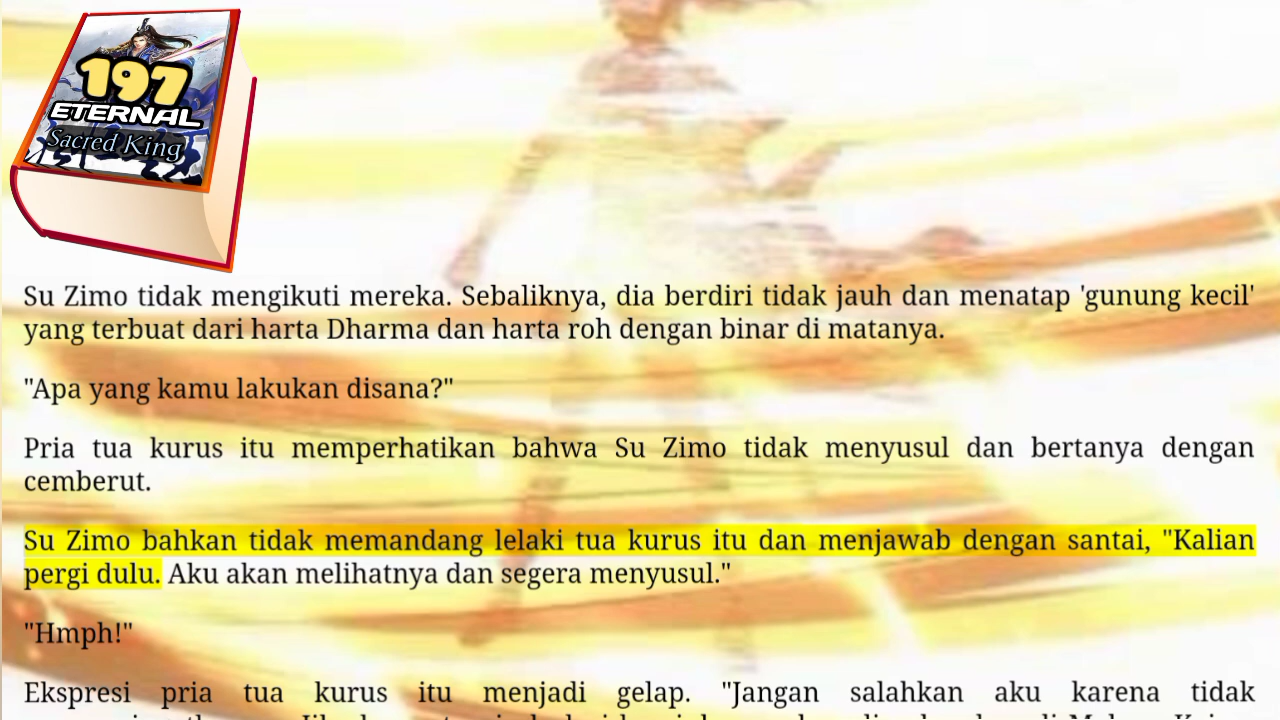 197
ETERNAL
Sacred King
Su Zimo tidak mengikuti mereka. Sebaliknya, dia berdiri tidak jauh dan menatap 'gunung kecil'
yang terbuat dari harta Dharma dan harta roh dengan binar di matanya.
"Apa yang kamu lakukan disana?"
Pria tua kurus itu memperhatikan bahwa Su Zimo tidak menyusul dan bertanya dengan
cemberut.
Su Zimo bahkan tidak memandang lelaki tua kurus itu dan menjawab dengan santai, "Kalian
pergi dulu. Aku akan melihatnya dan segera menyusul."
"Hmph!"
Ekspresi pria tua kurus itu menjadi gelap. "Jangan salahkan aku karena tidak